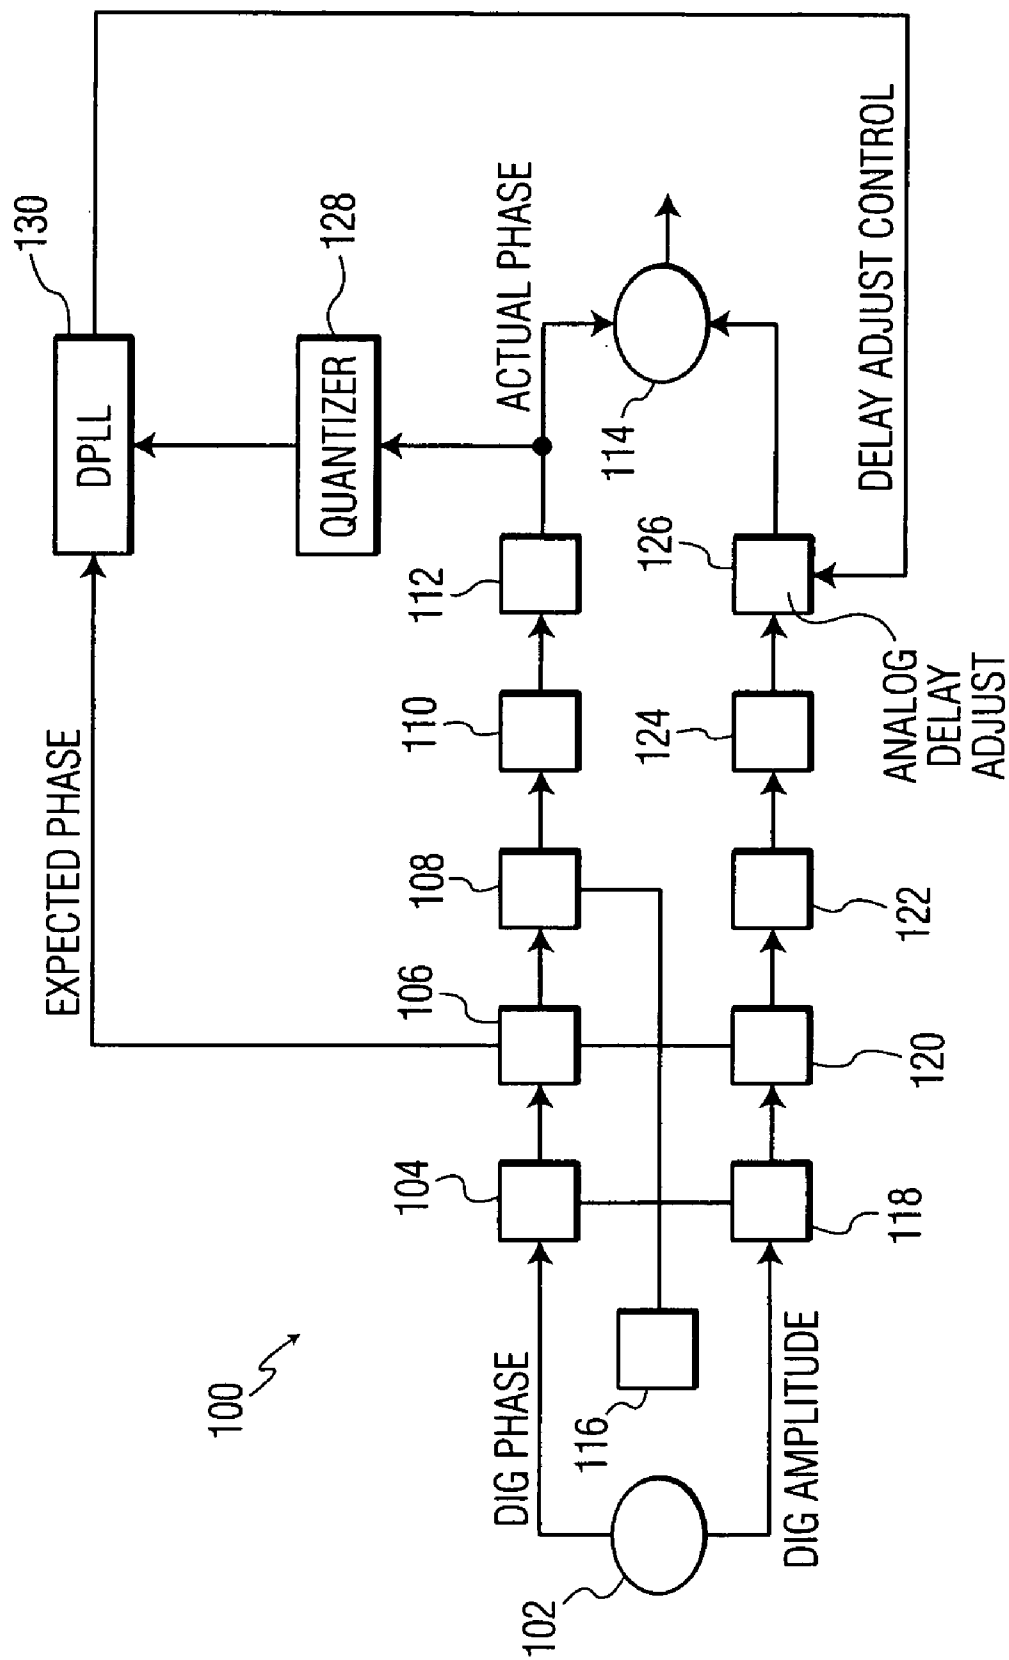 130
DPLL
128
QUANTIZER
EXPECTED PHASE
ACTUAL PHASE
DELAY ADJUST CONTROL
100
DIG PHASE
104
106
108
110
112
114
102
116
DIG AMPLITUDE
118
120
122
124
126
ANALOG
DELAY
ADJUST